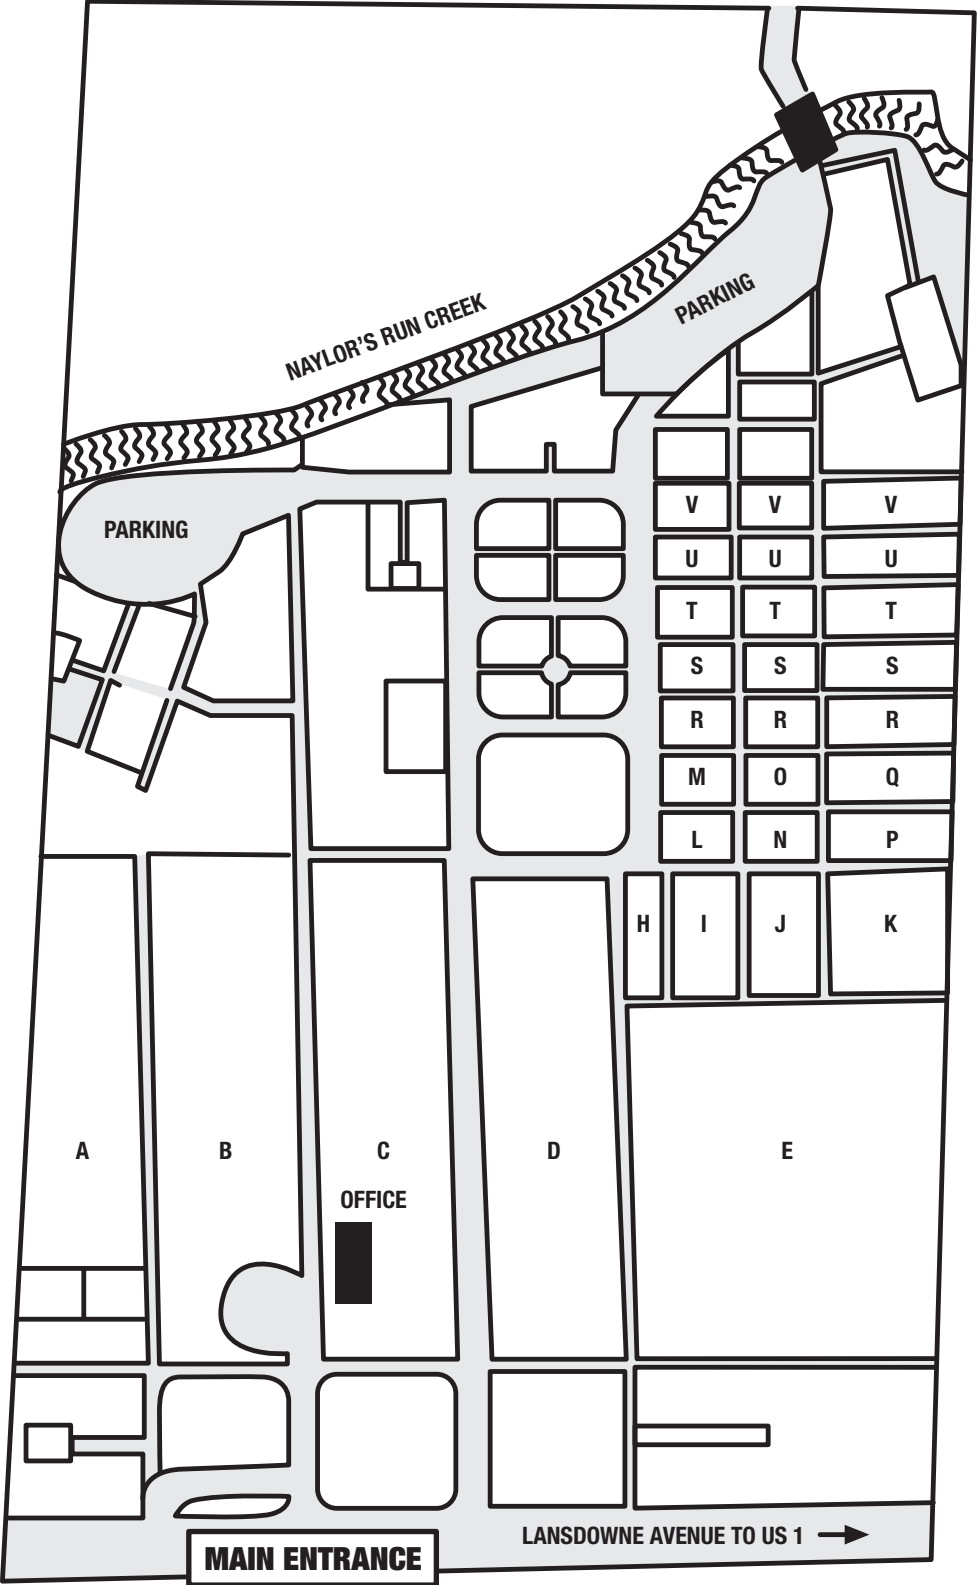 NAYLOR'S RUN CREEK
PARKING
PARKING
V V V
U U U
T T T
S S S
R R R
M O Q
L N P
H I J K
A B C D E
OFFICE
LANSDOWNE AVENUE TO US 1
MAIN ENTRANCE